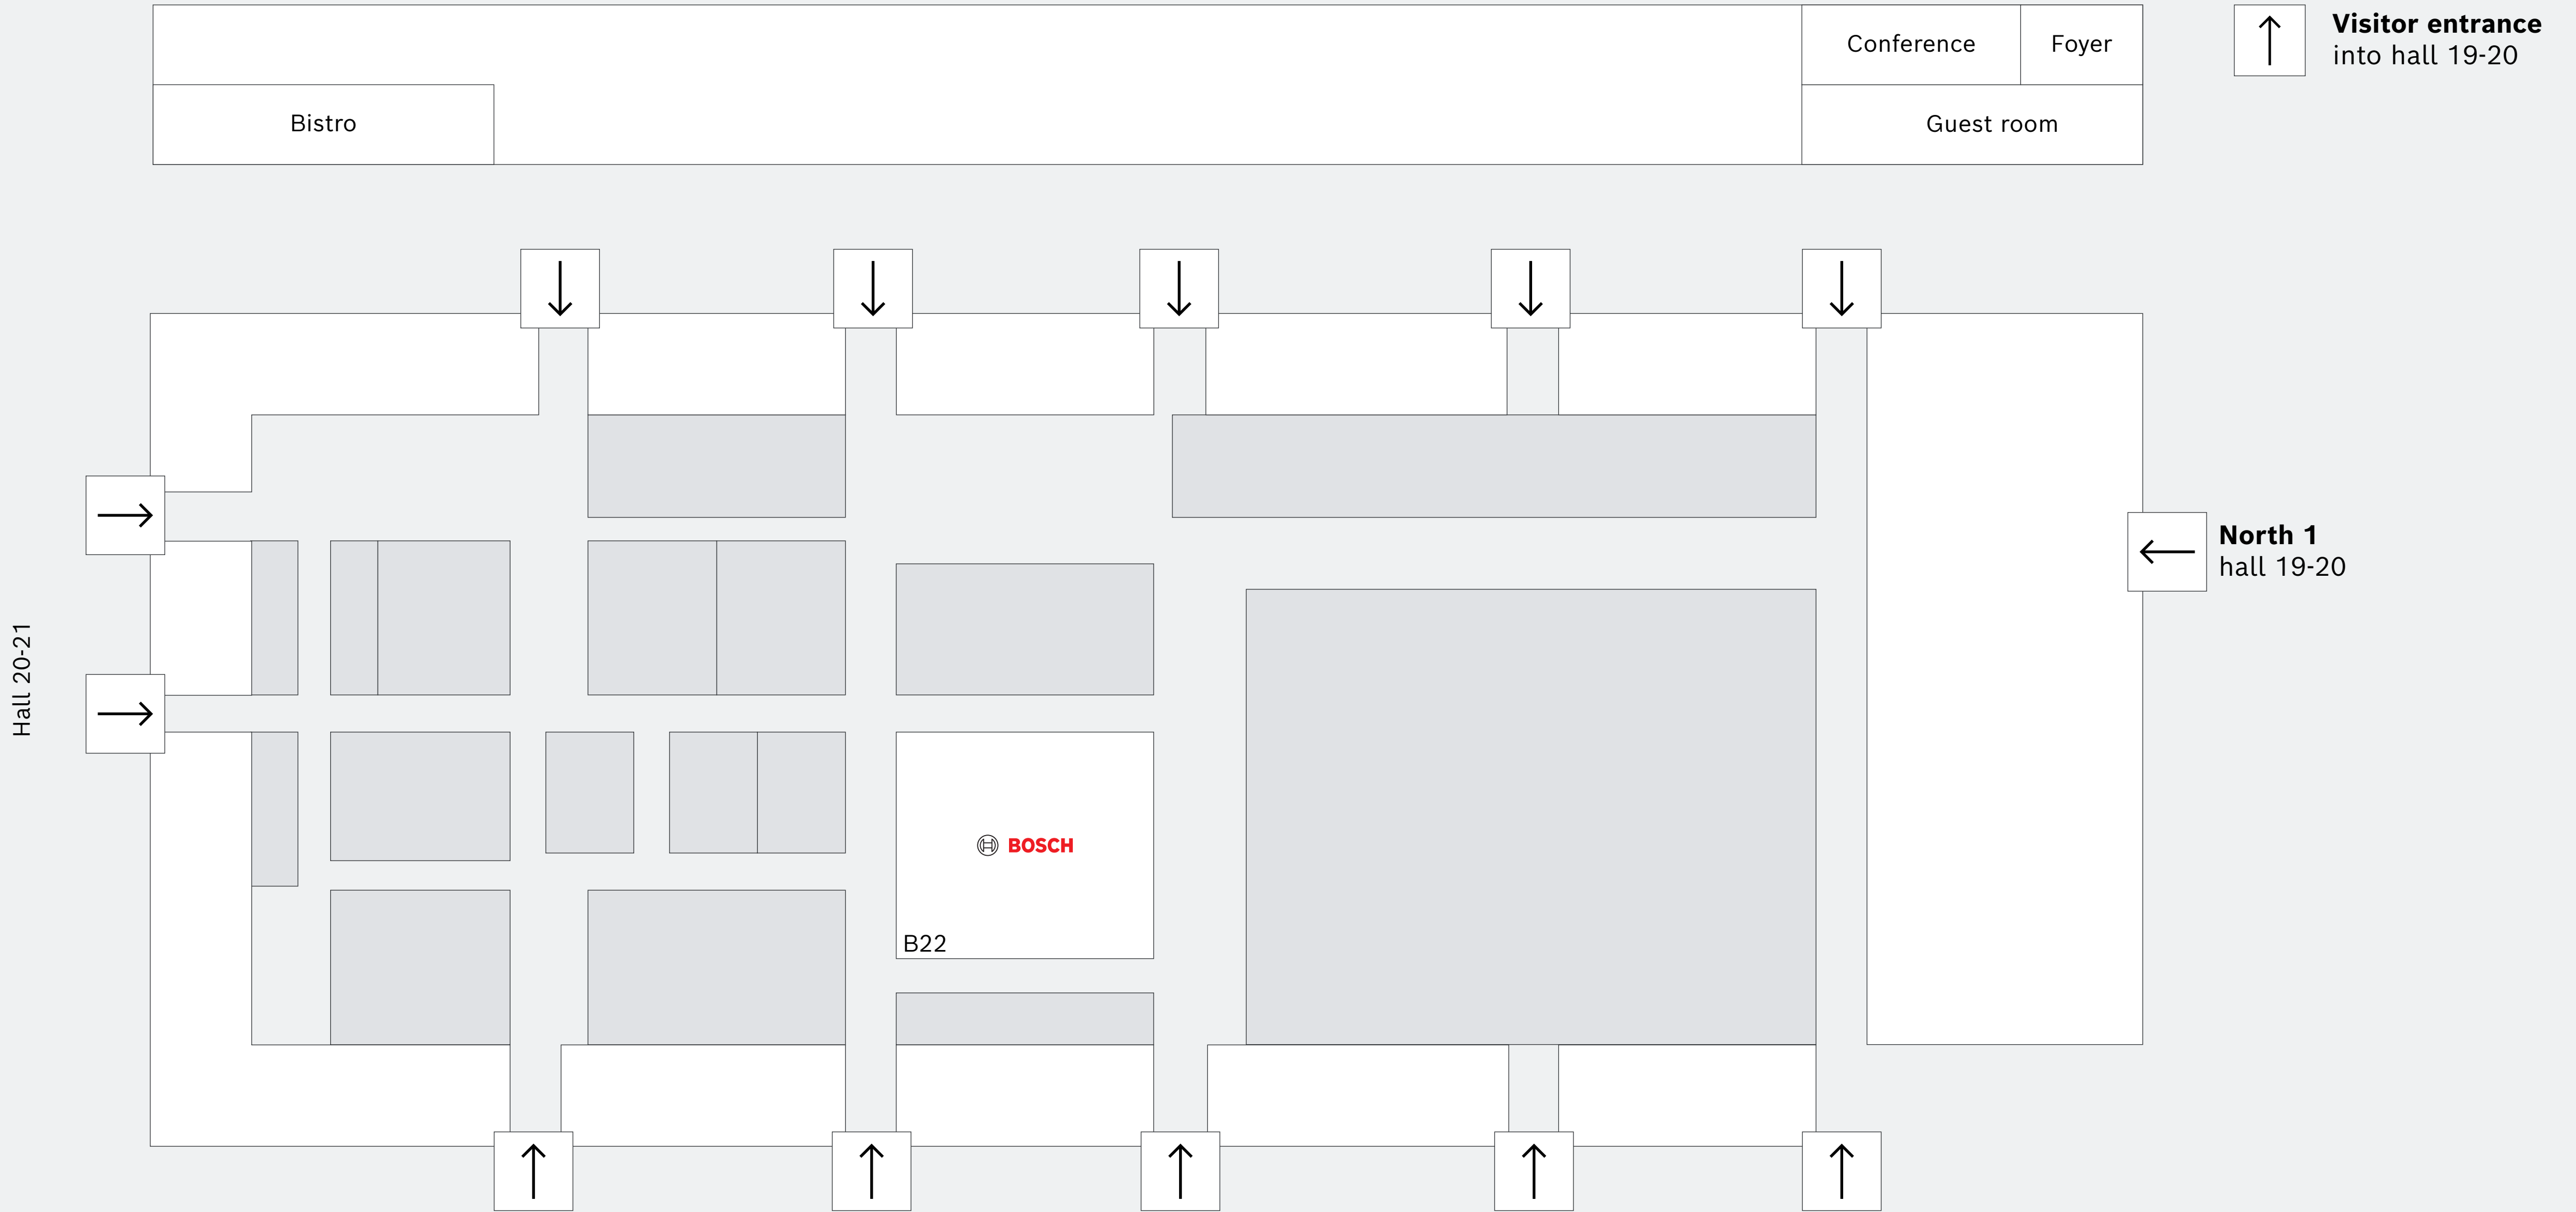 Conference
Foyer
Visitor entrance
into hall 19-20
Bistro
Guest room
North 1
hall 19-20
Hall 20-21
BOSCH
B22